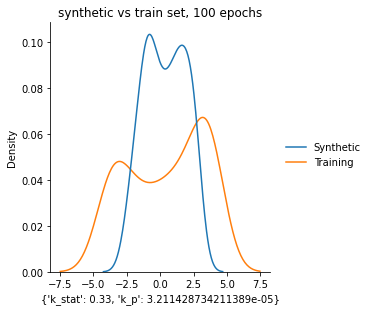 synthetic vs train set, 100 epochs
0.10
0.08
0.06
0.04
0.02
0.00
Density
Synthetic
Training
−7.5 −5.0 −2.5 0.0 2.5 5.0 7.5
{'k_stat': 0.33, 'k_p': 3.211428734211389e-05}